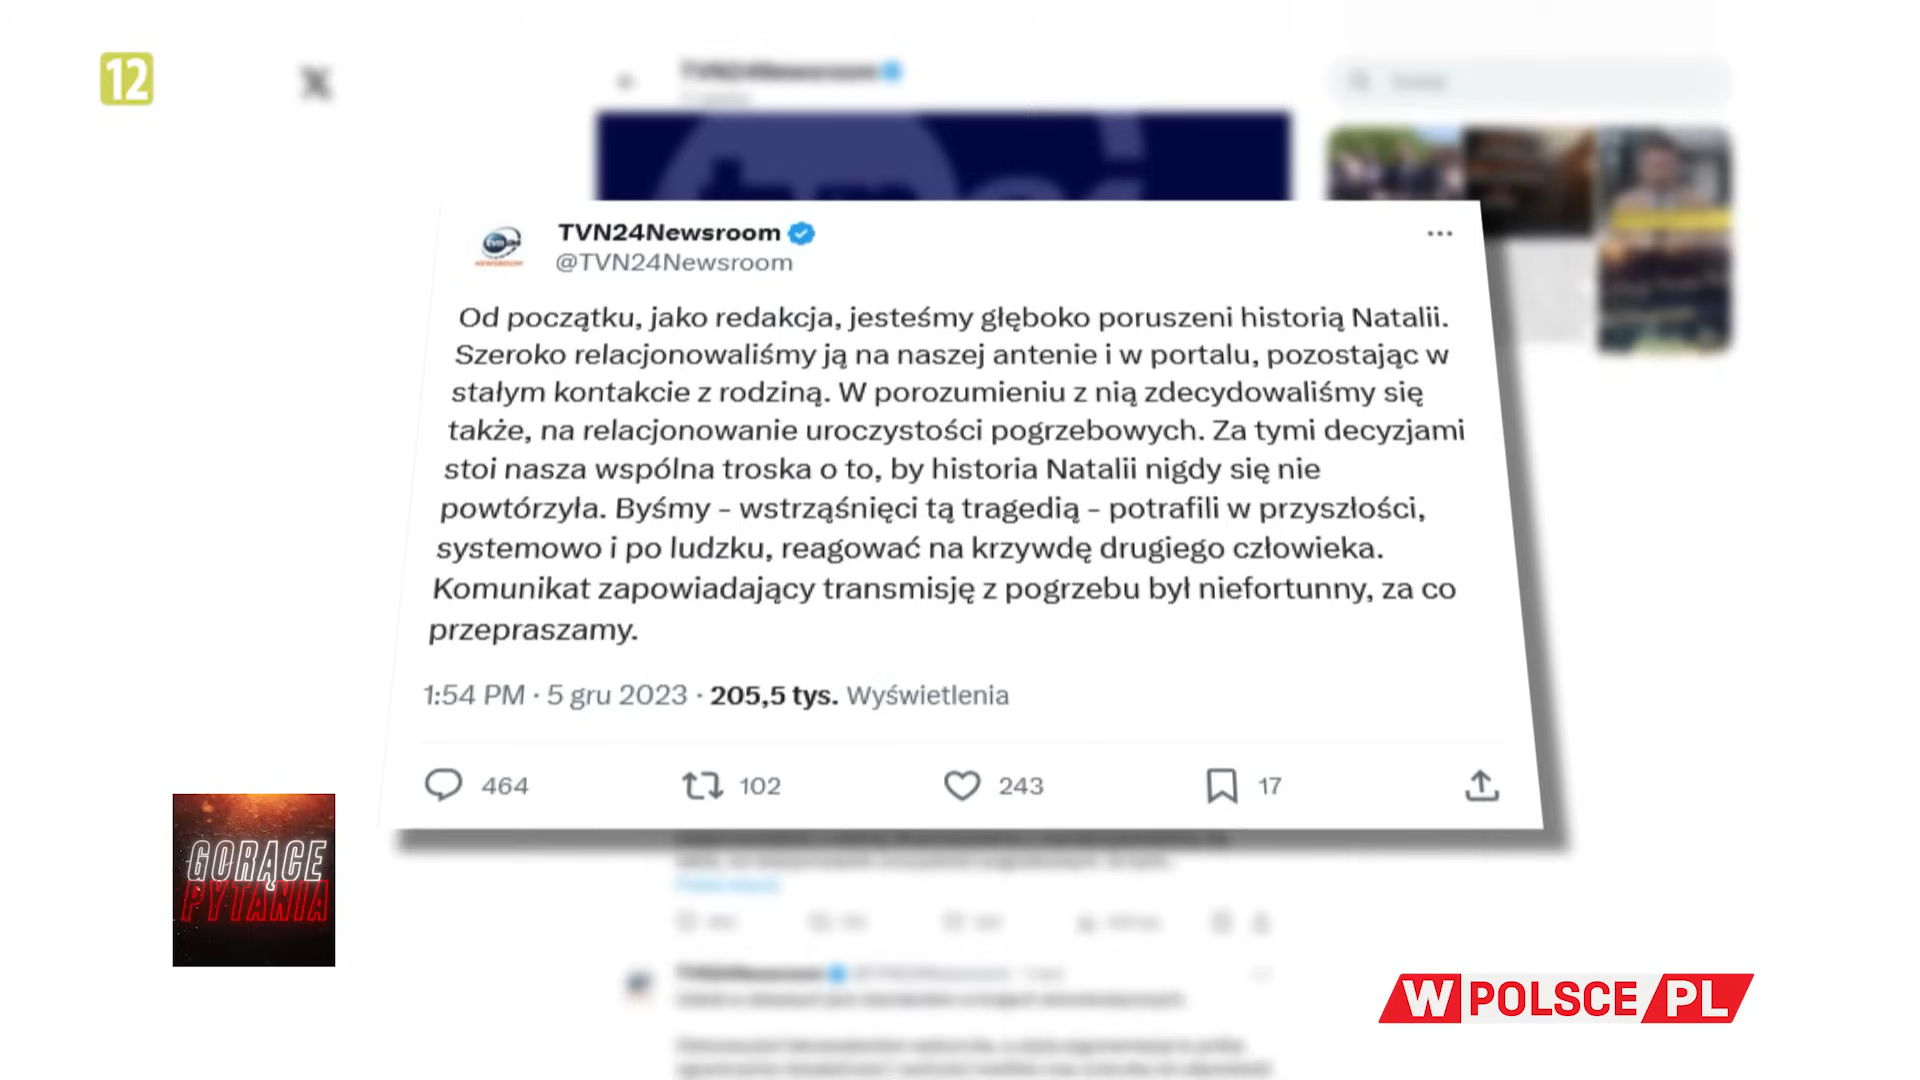 12
TVN24Newsroom
TVN24Newsroom
@TVN24Newsroom
Od początku, jako redakcja, jesteśmy głęboko poruszeni historią Natalii.
Szeroko relacjonowaliśmy ją na naszej antenie i w portalu, pozostając w
stałym kontakcie z rodziną. W porozumieniu z nią zdecydowaliśmy się
także, na relacjonowanie uroczystości pogrzebowych. Za tymi decyzjami
stoi nasza wspólna troska o to, by historia Natalii nigdy się nie
powtórzyła. Byśmy - wstrząśnięci tą tragedią - potrafili w przyszłości,
systemowo i po ludzku, reagować na krzywdę drugiego człowieka.
Komunikat zapowiadający transmisję z pogrzebu był niefortunny, za co
przepraszamy.
1:54 PM · 5 gru 2023 · 205,5 tys. Wyświetlenia
464 102 243 17
GORĄCE
PYTANIA
TVN24Newsroom
W POLSCE PL